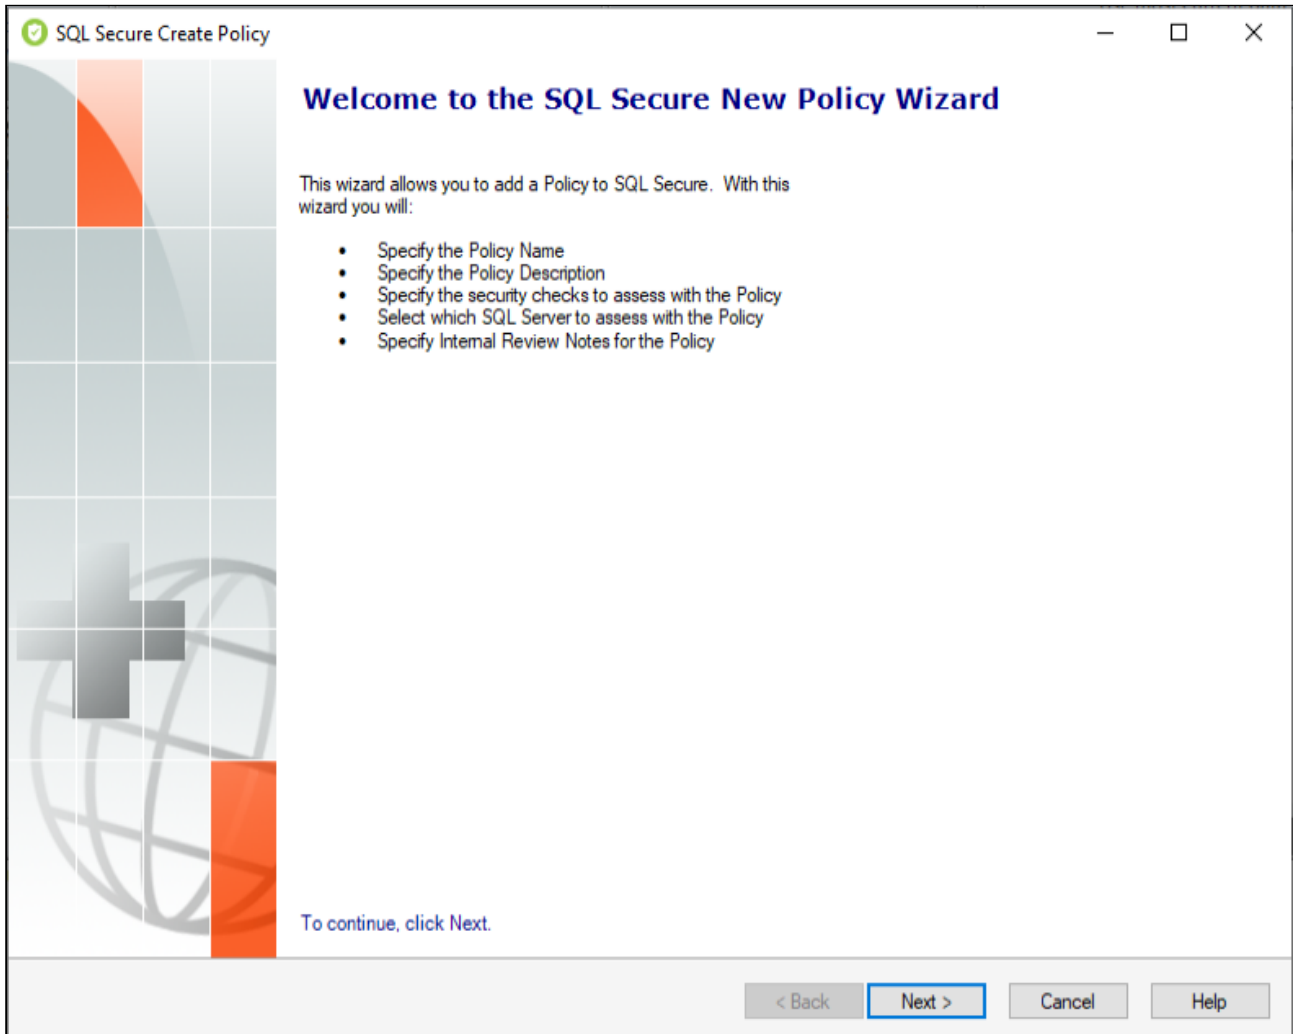 SQL Secure Create Policy
Welcome to the SQL Secure New Policy Wizard
This wizard allows you to add a Policy to SQL Secure. With this
wizard you will:
• Specify the Policy Name
• Specify the Policy Description
• Specify the security checks to assess with the Policy
• Select which SQL Server to assess with the Policy
• Specify Internal Review Notes for the Policy
To continue, click Next.
< Back Next > Cancel Help